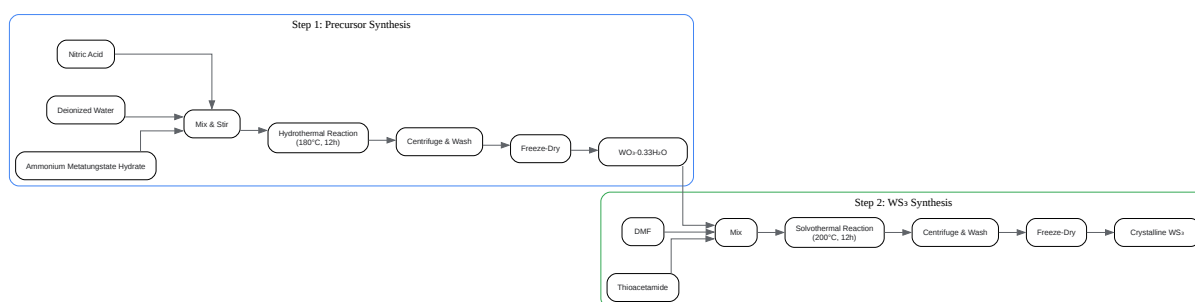 Step 1: Precursor Synthesis
Nitric Acid
Deionized Water
Ammonium Metatungstate Hydrate
Mix & Stir
Hydrothermal Reaction
(180°C, 12h)
Centrifuge & Wash
Freeze-Dry
WO₃·0.33H₂O
Step 2: WS₃ Synthesis
DMF
Thioacetamide
Mix
Solvothermal Reaction
(200°C, 12h)
Centrifuge & Wash
Freeze-Dry
Crystalline WS₃